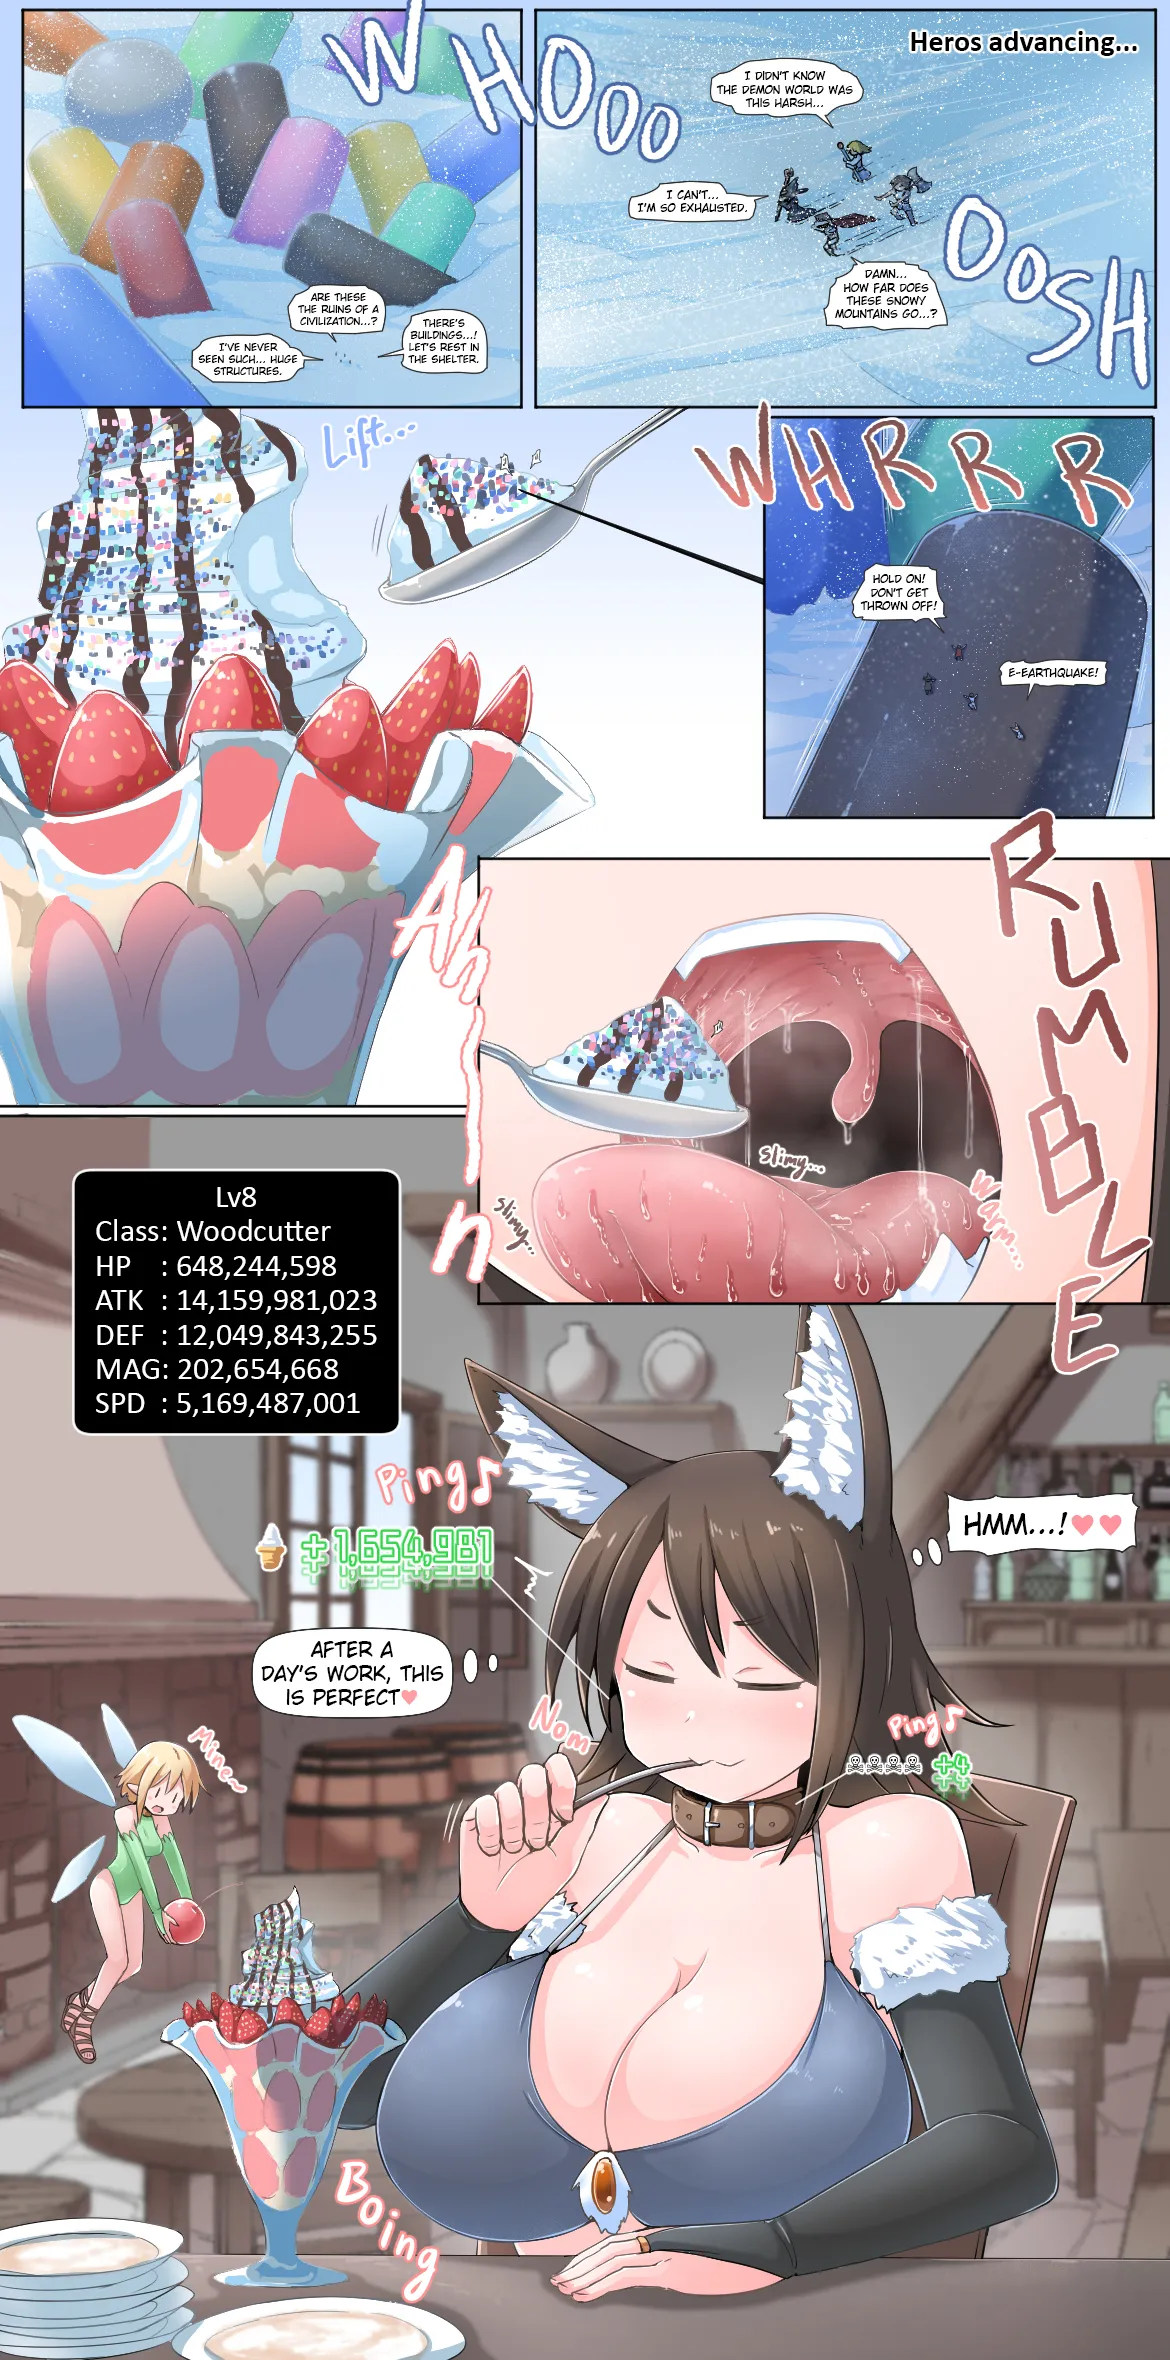 WHOOO
OOSH
Heros advancing...
I DIDN'T KNOW
THE DEMON WORLD WAS
THIS HARSH...
I CAN'T...
I'M SO EXHAUSTED.
DAMN...
HOW FAR DOES
THESE SNOWY
MOUNTAINS GO...?
ARE THESE
THE RUINS OF A
CIVILIZATION...?
THERE'S
BUILDINGS...!
LET'S REST IN
THE SHELTER.
I'VE NEVER
SEEN SUCH... HUGE
STRUCTURES.
Lift...
WHRRRR
HOLD ON!
DON'T GET
THROWN OFF!
E-EARTHQUAKE!
RUMBLE
Ah
n
slimy...
slimy...
Warm...
Lv8
Class: Woodcutter
HP : 648,244,598
ATK : 14,159,981,023
DEF : 12,049,843,255
MAG: 202,654,668
SPD : 5,169,487,001
Ping♪
+1,654,981
HMM...!♥♥
AFTER A
DAY'S WORK, THIS
IS PERFECT♥
Nom
Mine~
Ping♪
☠☠☠☠ +4
Boing